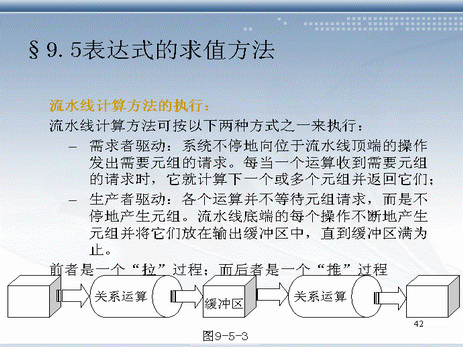 §9.5表达式的求值方法
流水线计算方法的执行：
流水线计算方法可按以下两种方式之一来执行：
– 需求者驱动：系统不停地向位于流水线顶端的操作
发出需要元组的请求。每当一个运算收到需要元组
的请求时，它就计算下一个或多个元组并返回它们；
– 生产者驱动：各个运算并不等待元组请求，而是不
停地产生元组。流水线底端的每个操作不断地产生
元组并将它们放在输出缓冲区中，直到缓冲区满为
止。
前者是一个“拉”过程；而后者是一个“推”过程
关系运算 缓冲区 关系运算
42
图9-5-3